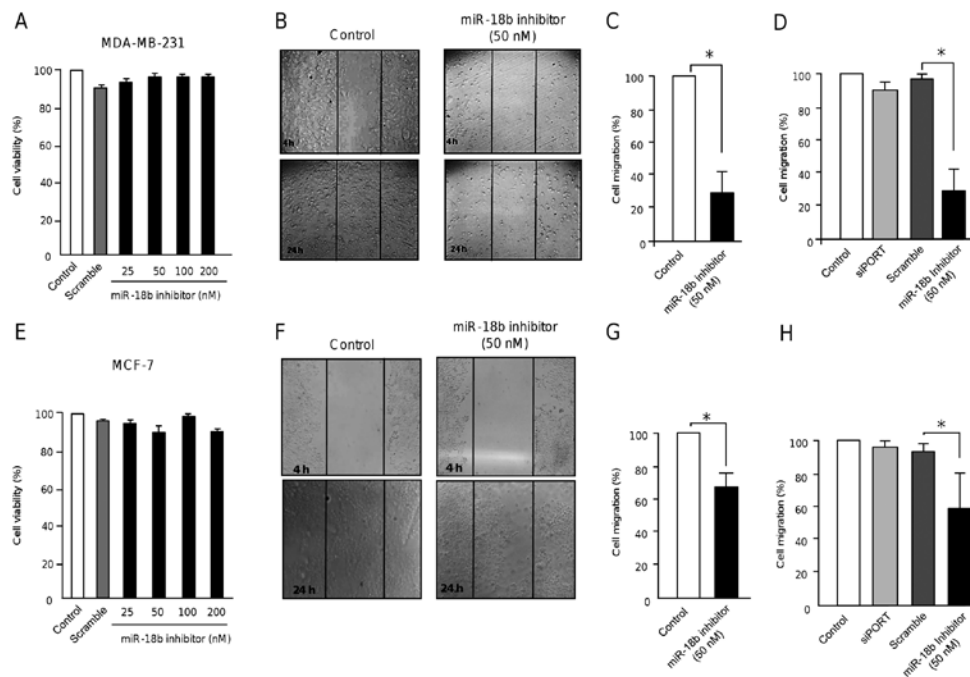 A
MDA-MB-231
Cell viability (%)
100
80
60
40
20
0
Control
Scramble
25 50 100 200
miR-18b inhibitor (nM)
B
Control
miR-18b inhibitor
(50 nM)
4h
4h
24h
24h
C
*
Cell migration (%)
100
80
60
40
20
0
Control
miR-18b inhibitor
(50 nM)
D
*
Cell migration (%)
100
80
60
40
20
0
Control
siPORT
Scramble
miR-18b Inhibitor
(50 nM)
E
MCF-7
Cell viability (%)
100
80
60
40
20
0
Control
Scramble
25 50 100 200
miR-18b inhibitor (nM)
F
Control
miR-18b inhibitor
(50 nM)
4h
4h
24h
24h
G
*
Cell migration (%)
100
80
60
40
20
100
Control
miR-18b inhibitor
(50 nM)
H
*
Cell migration (%)
100
80
60
40
20
100
Control
siPORT
Scramble
miR-18b Inhibitor
(50 nM)